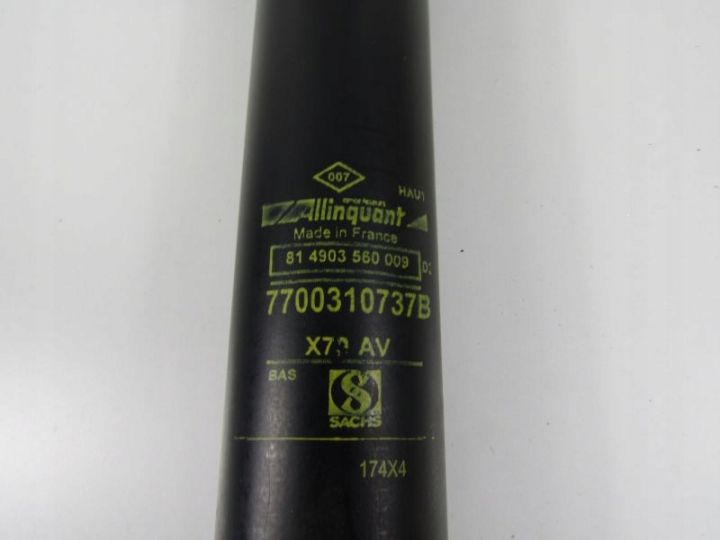 007
HAUT
Allinquant
Made in France
81 4903 560 009
7700310737B
AV
BAS
SACHS
174X4